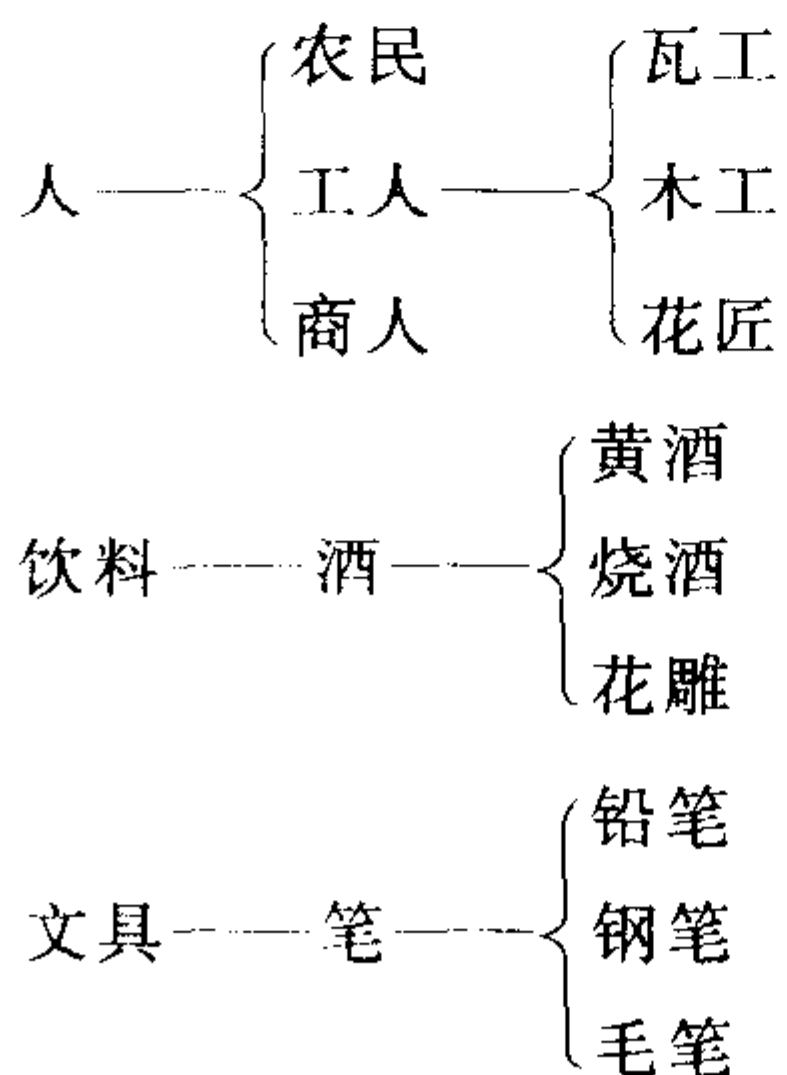 农民 瓦工
人 工人 木工
商人 花匠
黄酒
饮料 酒 烧酒
花雕
铅笔
文具 笔 钢笔
毛笔